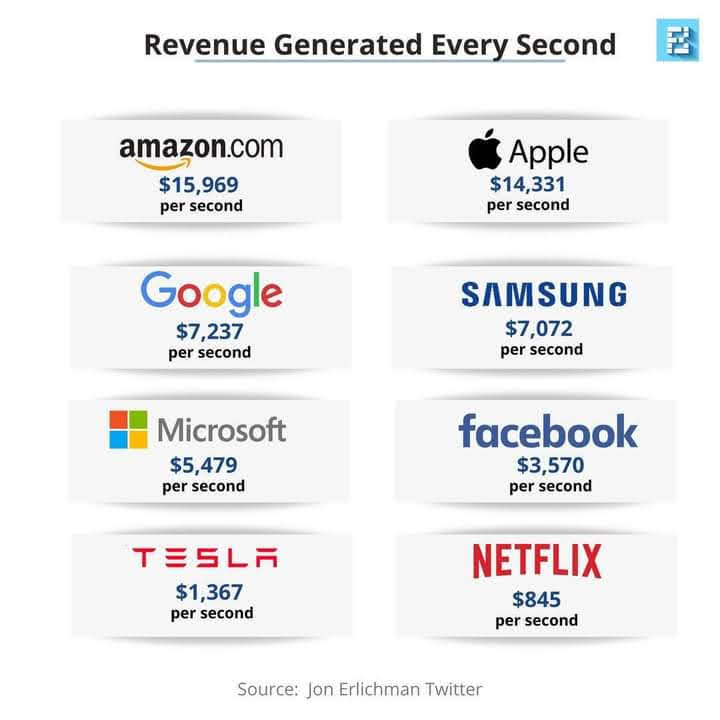 Revenue Generated Every Second
amazon.com
$15,969
per second
Apple
$14,331
per second
Google
$7,237
per second
SAMSUNG
$7,072
per second
Microsoft
$5,479
per second
facebook
$3,570
per second
TESLA
$1,367
per second
NETFLIX
$845
per second
Source: Jon Erlichman Twitter